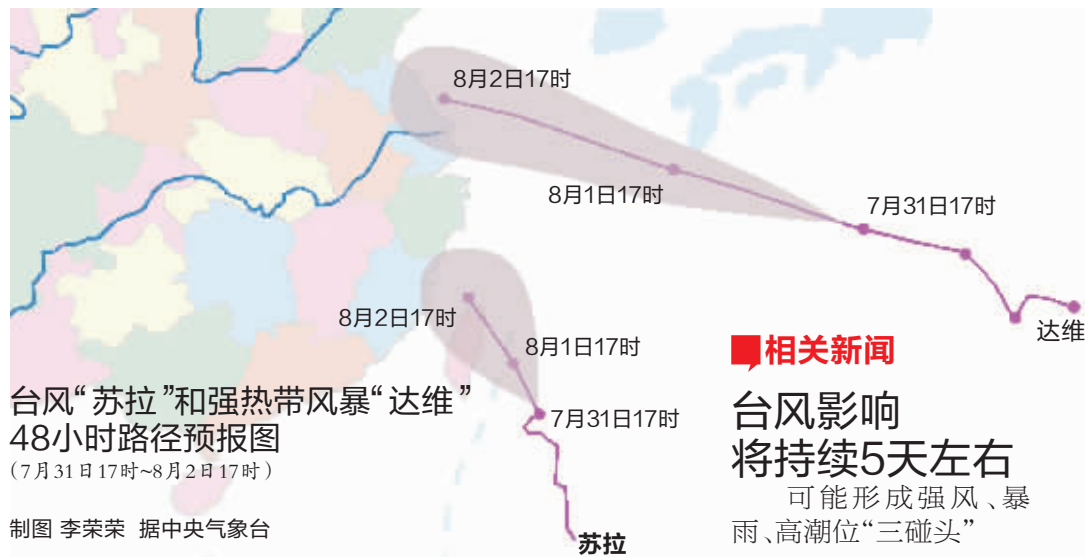 8月2日17时
8月1日17时
7月31日17时
达维
8月2日17时
8月1日17时
7月31日17时
苏拉
台风“苏拉”和强热带风暴“达维”
48小时路径预报图
(7月31日17时~8月2日17时)
制图 李荣荣 据中央气象台
相关新闻
台风影响
将持续5天左右
可能形成强风、暴
雨、高潮位“三碰头”